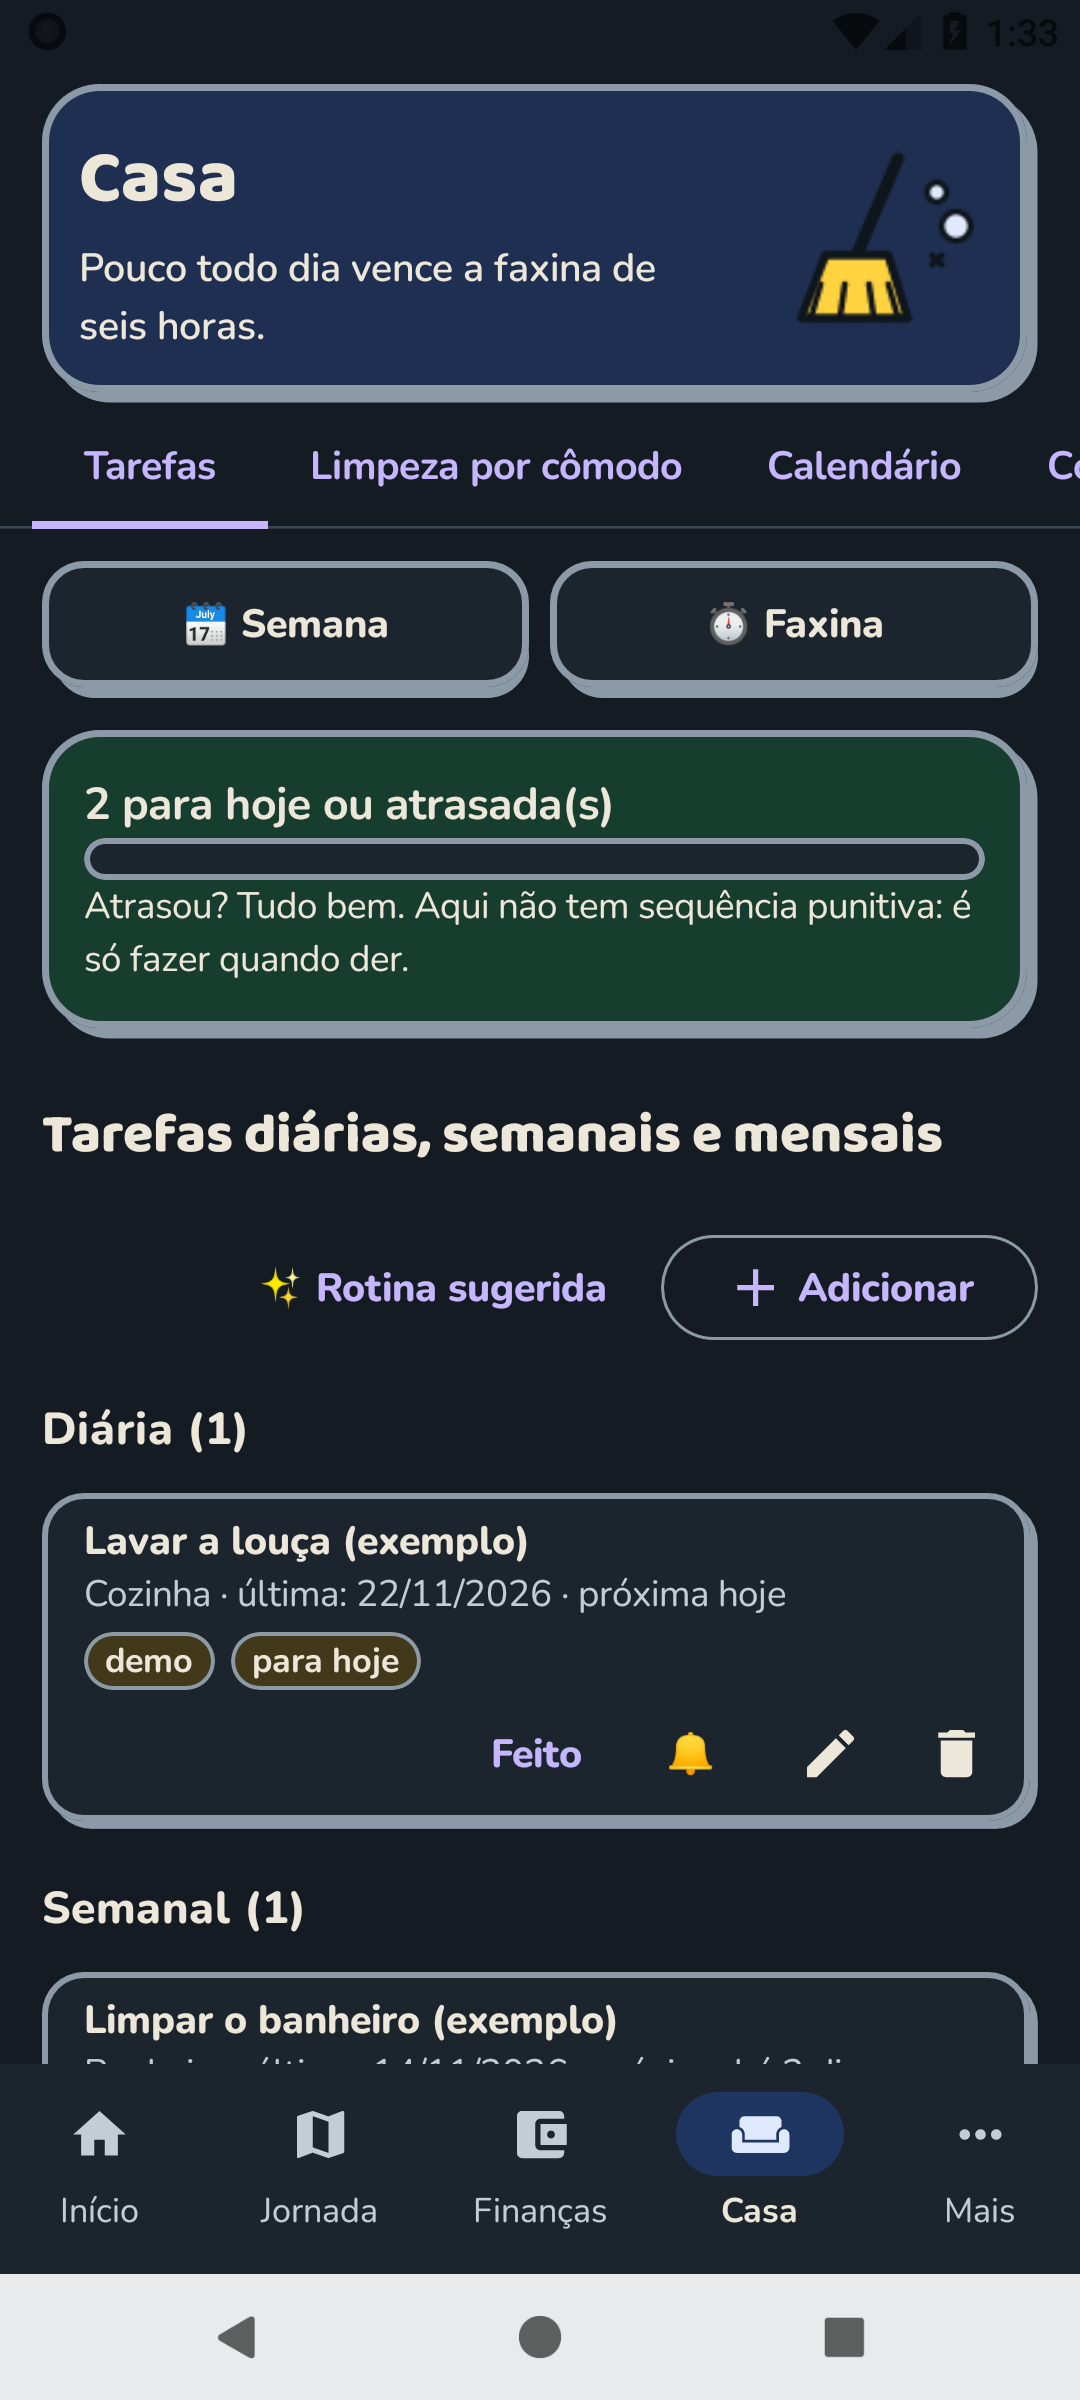 1:33
Casa
Pouco todo dia vence a faxina de
seis horas.
Tarefas
Limpeza por cômodo
Calendário
July
17
Semana
Faxina
2 para hoje ou atrasada(s)
Atrasou? Tudo bem. Aqui não tem sequência punitiva: é
só fazer quando der.
Tarefas diárias, semanais e mensais
Rotina sugerida
Adicionar
Diária (1)
Lavar a louça (exemplo)
Cozinha · última: 22/11/2026 · próxima hoje
demo
para hoje
Feito
Semanal (1)
Limpar o banheiro (exemplo)
Início
Jornada
Finanças
Casa
Mais